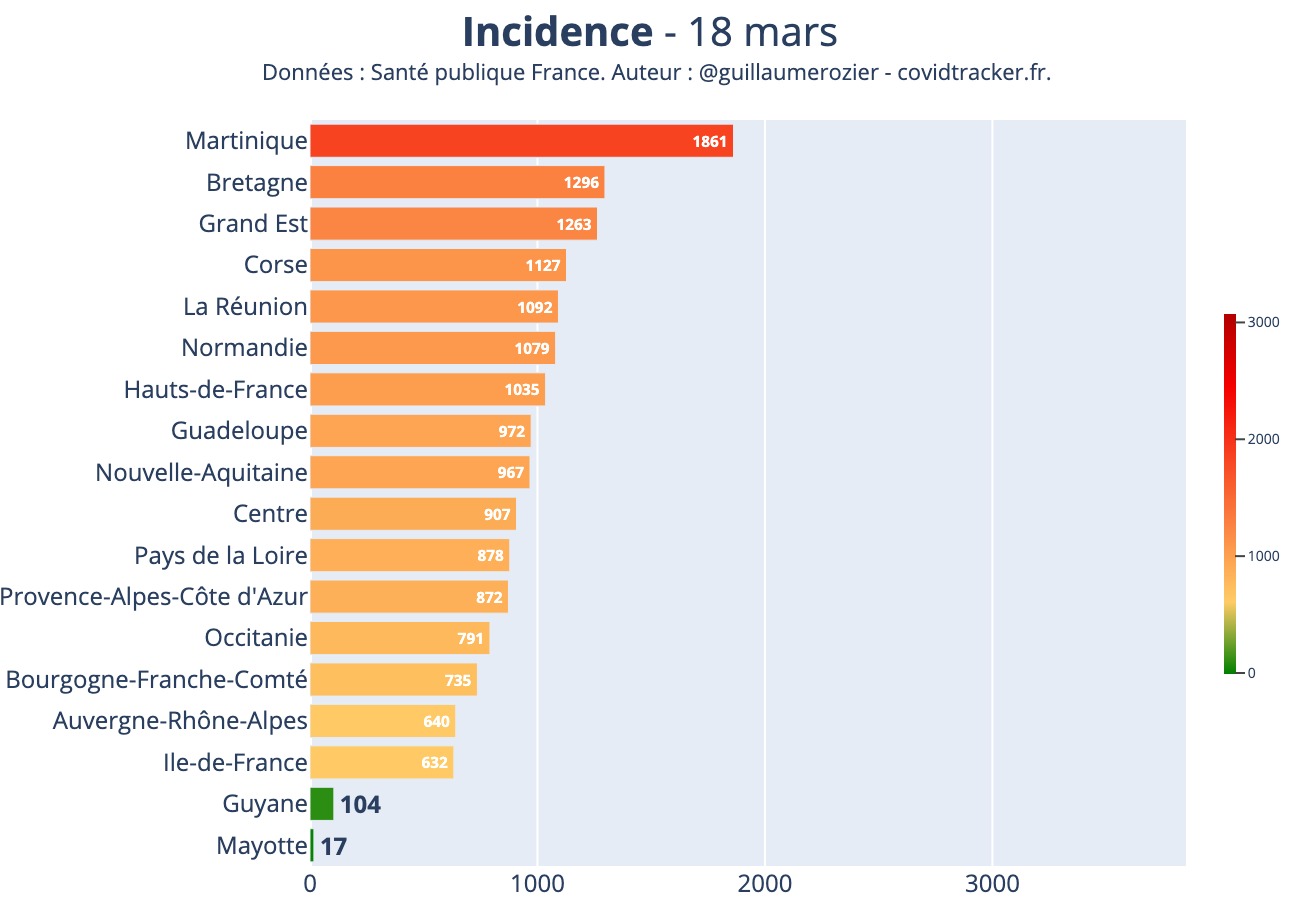 Incidence - 18 mars
Données : Santé publique France. Auteur : @guillaumerozier - covidtracker.fr.
Martinique 1861
Bretagne 1296
Grand Est 1263
Corse 1127
La Réunion 1092
Normandie 1079
Hauts-de-France 1035
Guadeloupe 972
Nouvelle-Aquitaine 967
Centre 907
Pays de la Loire 878
Provence-Alpes-Côte d'Azur 872
Occitanie 791
Bourgogne-Franche-Comté 735
Auvergne-Rhône-Alpes 640
Ile-de-France 632
Guyane 104
Mayotte 17
0 1000 2000 3000
3000
2000
1000
0